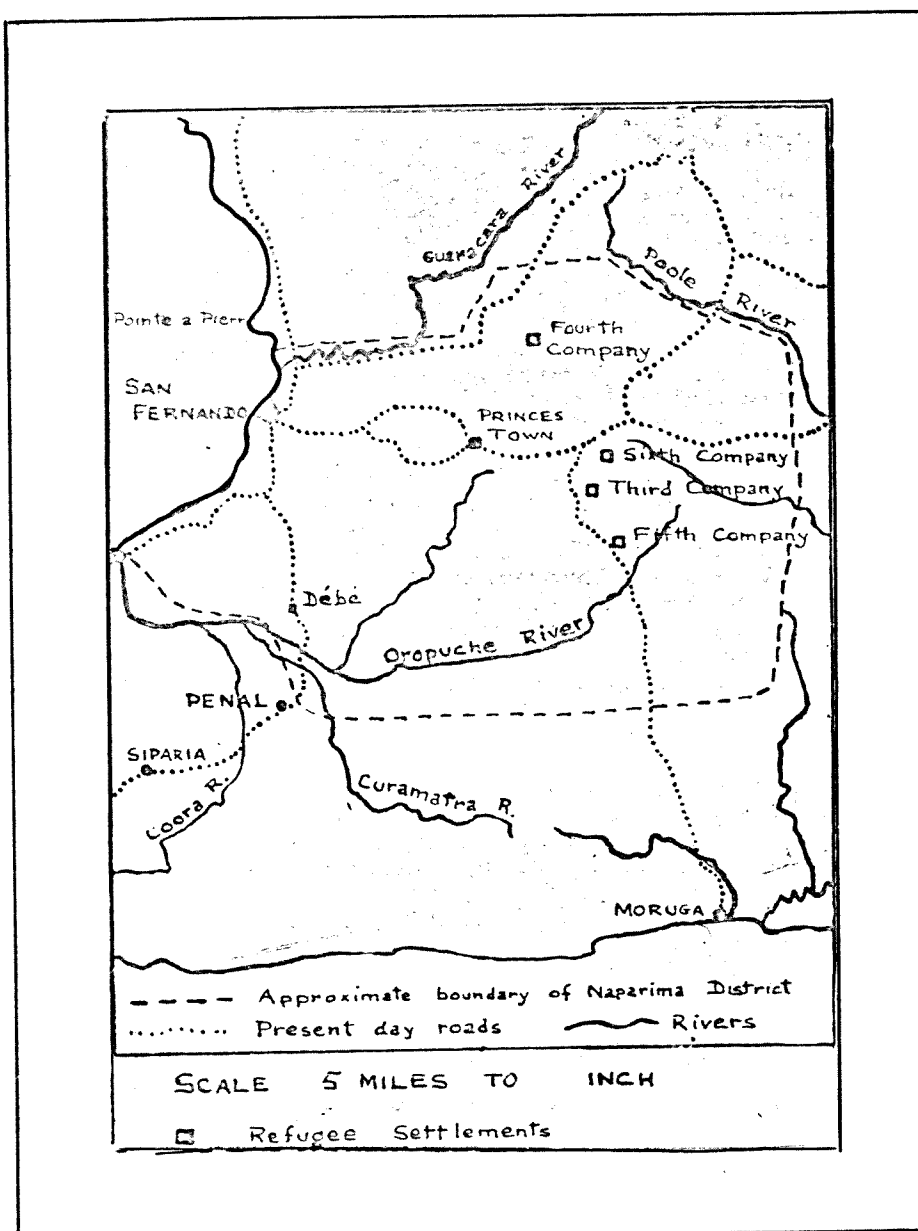 Guaracara River
Poole River
Pointe a Pierr
Fourth
Company
SAN
FERNANDO
PRINCES
TOWN
Sixth Company
Third Company
Fifth Company
Débé
Oropuche River
PENAL
SIPARIA
Coora R.
Curamatra R.
MORUGA
Approximate boundary of Naparima District
Present day roads Rivers
SCALE 5 MILES TO INCH
Refugee Settlements